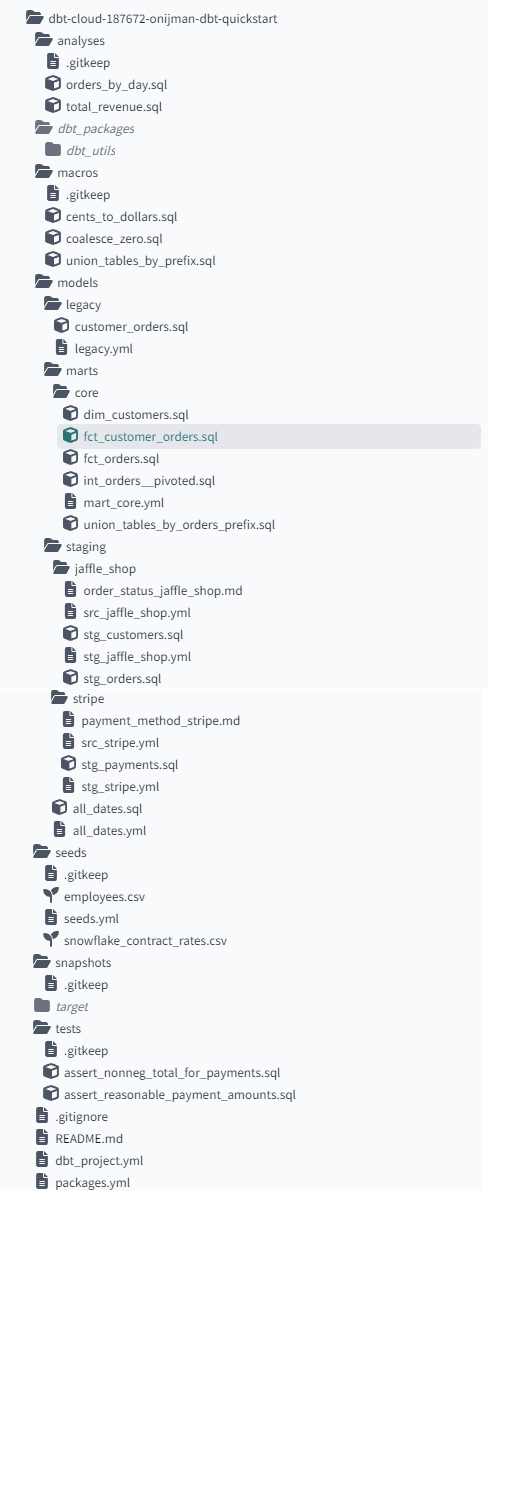 dbt-cloud-187672-onijman-dbt-quickstart
analyses
.gitkeep
orders_by_day.sql
total_revenue.sql
dbt_packages
dbt_utils
macros
.gitkeep
cents_to_dollars.sql
coalesce_zero.sql
union_tables_by_prefix.sql
models
legacy
customer_orders.sql
legacy.yml
marts
core
dim_customers.sql
fct_customer_orders.sql
fct_orders.sql
int_orders__pivoted.sql
mart_core.yml
union_tables_by_orders_prefix.sql
staging
jaffle_shop
order_status_jaffle_shop.md
src_jaffle_shop.yml
stg_customers.sql
stg_jaffle_shop.yml
stg_orders.sql
stripe
payment_method_stripe.md
src_stripe.yml
stg_payments.sql
stg_stripe.yml
all_dates.sql
all_dates.yml
seeds
.gitkeep
employees.csv
seeds.yml
snowflake_contract_rates.csv
snapshots
.gitkeep
target
tests
.gitkeep
assert_nonneg_total_for_payments.sql
assert_reasonable_payment_amounts.sql
.gitignore
README.md
dbt_project.yml
packages.yml